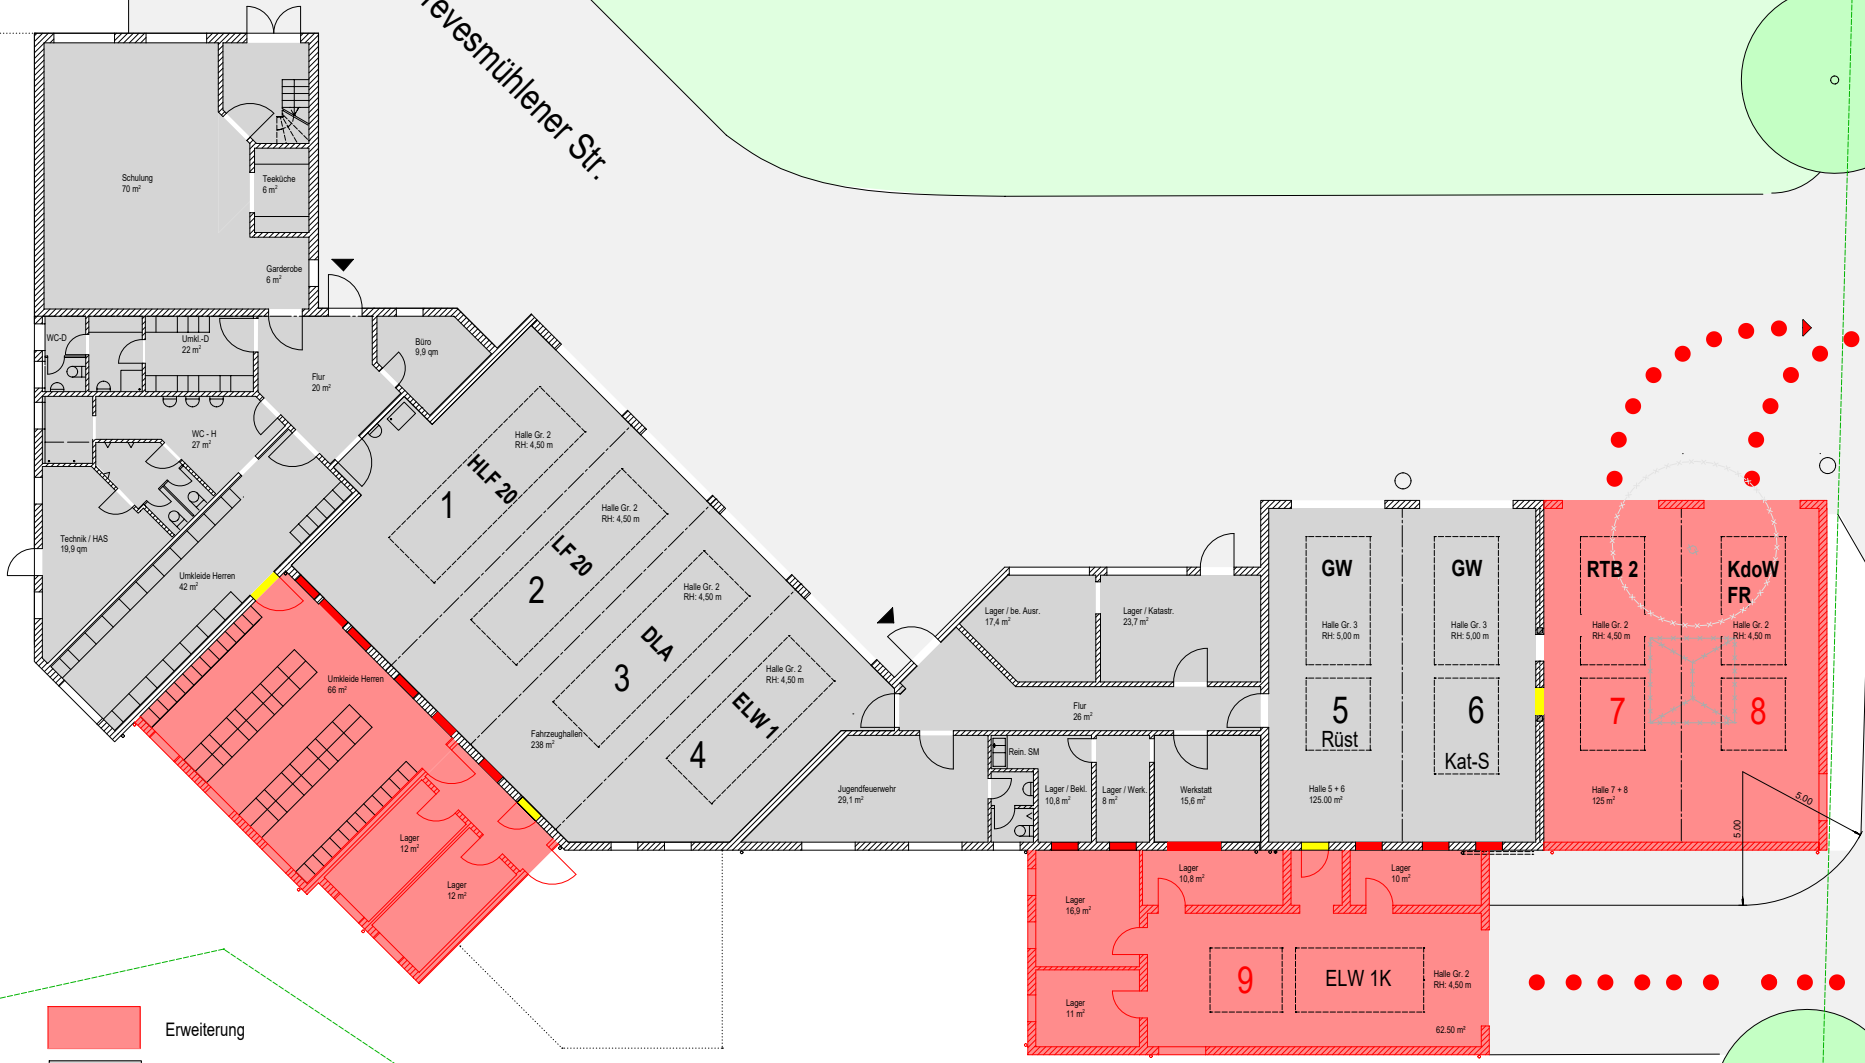 revesmühlener Str.
Schulung
70 m²
Teeküche
6 m²
Garderobe
6 m²
WC-D
Umkl.-D
22 m²
Flur
20 m²
Büro
9,9 qm
WC - H
27 m²
Technik / HAS
19,9 qm
Umkleide Herren
42 m²
Umkleide Herren
66 m²
Lager
12 m²
Lager
12 m²
Halle Gr. 2
RH: 4,50 m
HLF 20
1
Halle Gr. 2
RH: 4,50 m
LF 20
2
Halle Gr. 2
RH: 4,50 m
DLA
3
Halle Gr. 2
RH: 4,50 m
ELW 1
4
Fahrzeughallen
238 m²
Lager / be. Ausr.
17,4 m²
Lager / Katastr.
23,7 m²
Flur
26 m²
Jugendfeuerwehr
29,1 m²
Rein. SM
Lager / Bekl.
10,8 m²
Lager / Werk.
8 m²
Werkstatt
15,6 m²
GW
Halle Gr. 3
RH: 5,00 m
5
Rüst
GW
Halle Gr. 3
RH: 5,00 m
6
Kat-S
Halle 5 + 6
125.00 m²
RTB 2
Halle Gr. 2
RH: 4,50 m
7
KdoW
FR
Halle Gr. 2
RH: 4,50 m
8
Halle 7 + 8
125 m²
5.00
5.00
Lager
10,8 m²
Lager
10 m²
Lager
16,9 m²
Lager
11 m²
9
ELW 1K
Halle Gr. 2
RH: 4,50 m
62.50 m²
Erweiterung